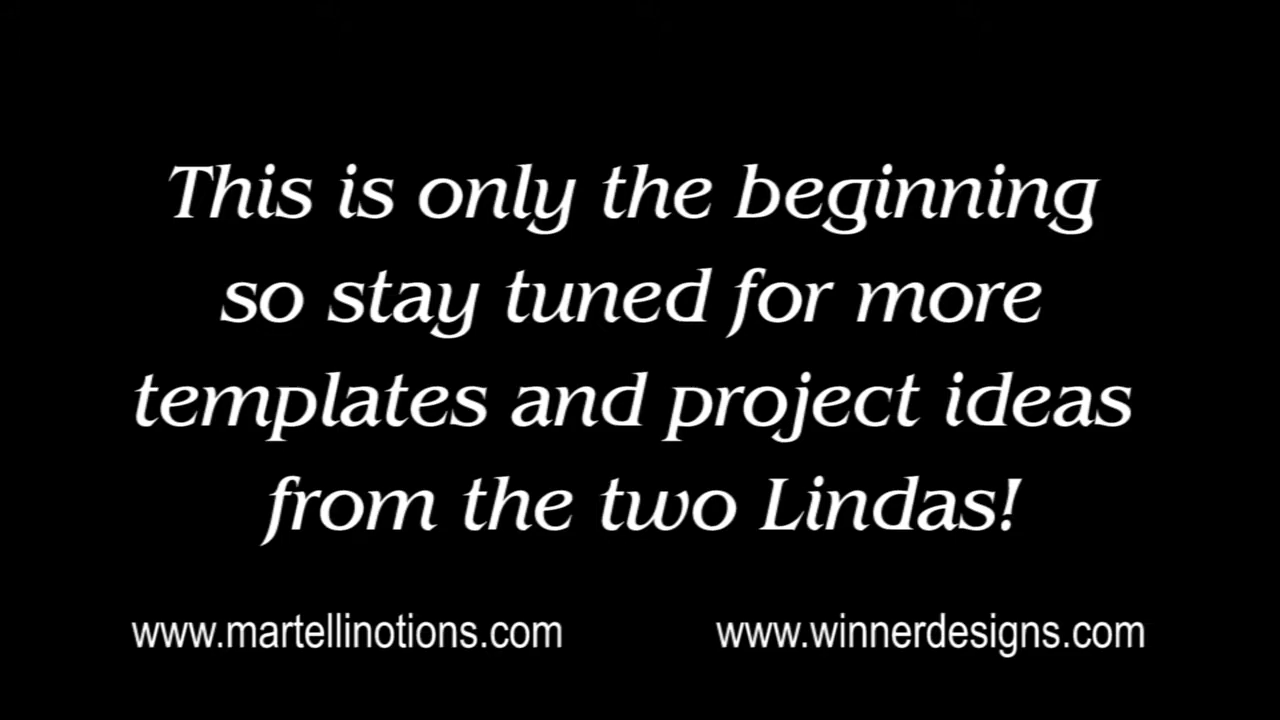 This is only the beginning
so stay tuned for more
templates and project ideas
from the two Lindas!
www.martellinotions.com www.winnerdesigns.com